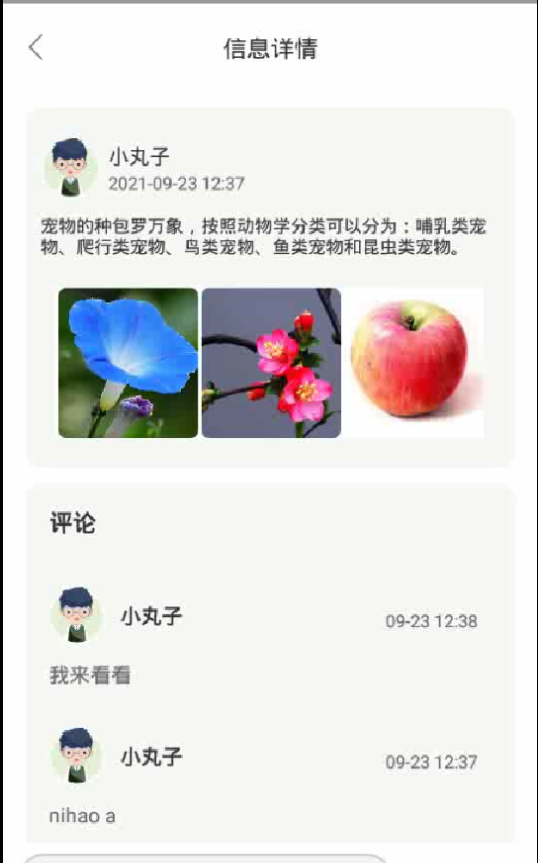 信息详情
小丸子
2021-09-23 12:37
宠物的种包罗万象，按照动物学分类可以分为：哺乳类宠
物、爬行类宠物、鸟类宠物、鱼类宠物和昆虫类宠物。
评论
小丸子
09-23 12:38
我来看看
小丸子
09-23 12:37
nihao a